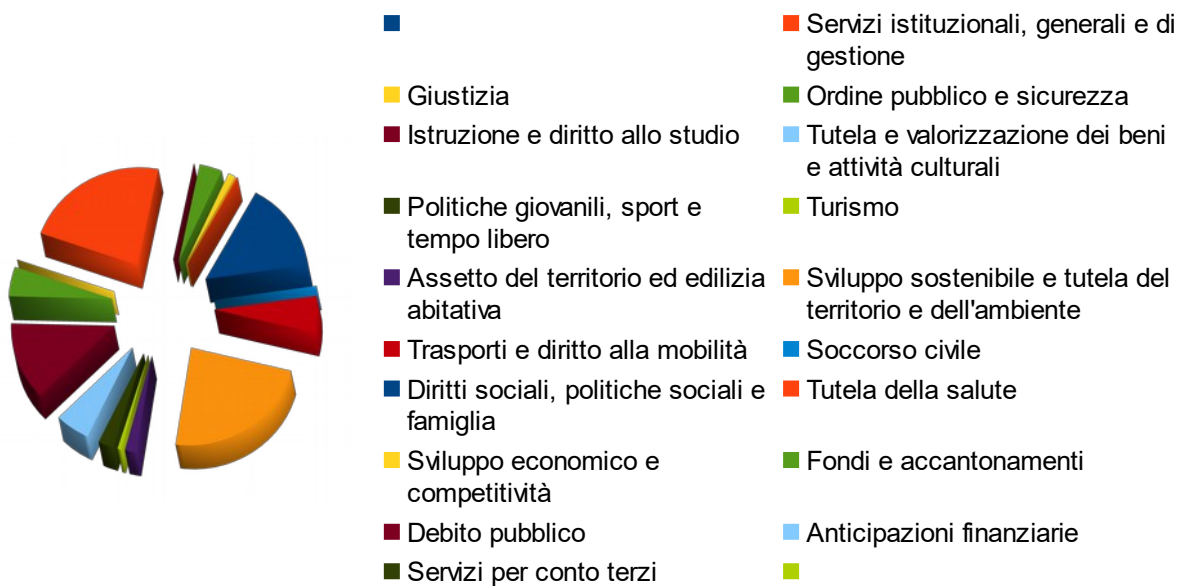 Servizi istituzionali, generali e di
gestione
Giustizia
Ordine pubblico e sicurezza
Istruzione e diritto allo studio
Tutela e valorizzazione dei beni
e attività culturali
Politiche giovanili, sport e
tempo libero
Turismo
Assetto del territorio ed edilizia
abitativa
Sviluppo sostenibile e tutela del
territorio e dell'ambiente
Trasporti e diritto alla mobilità
Soccorso civile
Diritti sociali, politiche sociali e
famiglia
Tutela della salute
Sviluppo economico e
competitività
Fondi e accantonamenti
Debito pubblico
Anticipazioni finanziarie
Servizi per conto terzi